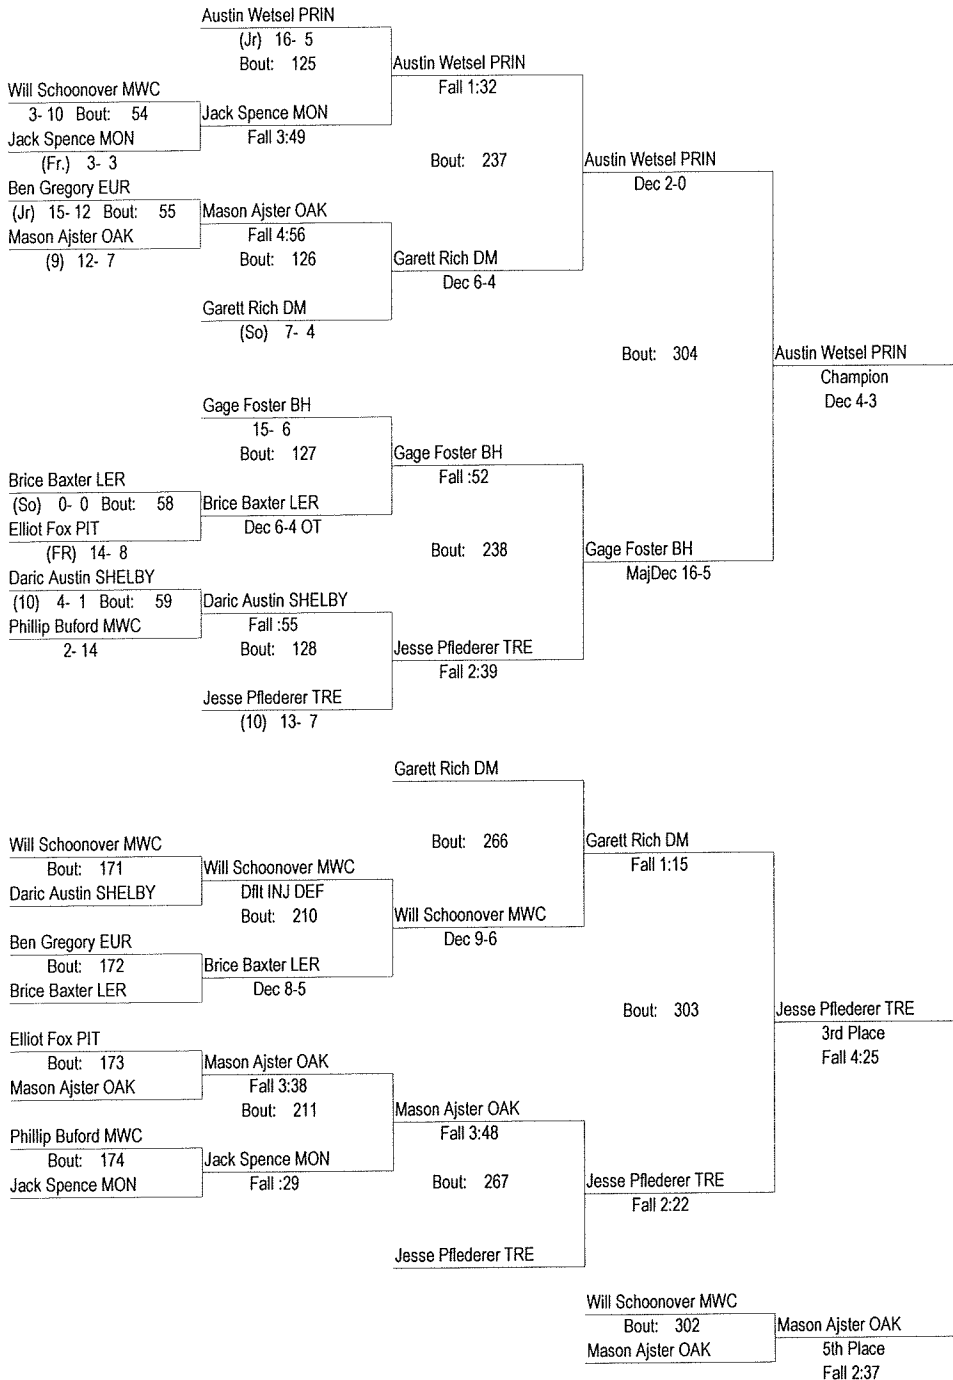 Austin Wetsel PRIN
(Jr) 16- 5
Bout: 125
Austin Wetsel PRIN
Fall 1:32
Will Schoonover MWC
3- 10 Bout: 54
Jack Spence MON
Fall 3:49
Jack Spence MON
(Fr.) 3- 3
Bout: 237
Austin Wetsel PRIN
Dec 2-0
Ben Gregory EUR
(Jr) 15- 12 Bout: 55
Mason Ajster OAK
Fall 4:56
Mason Ajster OAK
(9) 12- 7
Bout: 126
Garett Rich DM
Dec 6-4
Garett Rich DM
(So) 7- 4
Bout: 304
Austin Wetsel PRIN
Champion
Dec 4-3
Gage Foster BH
15- 6
Bout: 127
Gage Foster BH
Fall :52
Brice Baxter LER
(So) 0- 0 Bout: 58
Brice Baxter LER
Dec 6-4 OT
Elliot Fox PIT
(FR) 14- 8
Bout: 238
Gage Foster BH
MajDec 16-5
Daric Austin SHELBY
(10) 4- 1 Bout: 59
Daric Austin SHELBY
Fall :55
Phillip Buford MWC
2- 14
Bout: 128
Jesse Pflederer TRE
Fall 2:39
Jesse Pflederer TRE
(10) 13- 7
Garett Rich DM
Bout: 266
Garett Rich DM
Fall 1:15
Will Schoonover MWC
Bout: 171
Will Schoonover MWC
Dflt INJ DEF
Daric Austin SHELBY
Bout: 210
Will Schoonover MWC
Dec 9-6
Ben Gregory EUR
Bout: 172
Brice Baxter LER
Dec 8-5
Brice Baxter LER
Bout: 303
Jesse Pflederer TRE
3rd Place
Fall 4:25
Elliot Fox PIT
Bout: 173
Mason Ajster OAK
Fall 3:38
Mason Ajster OAK
Bout: 211
Mason Ajster OAK
Fall 3:48
Phillip Buford MWC
Bout: 174
Jack Spence MON
Fall :29
Jack Spence MON
Bout: 267
Jesse Pflederer TRE
Fall 2:22
Jesse Pflederer TRE
Will Schoonover MWC
Bout: 302
Mason Ajster OAK
Mason Ajster OAK
5th Place
Fall 2:37